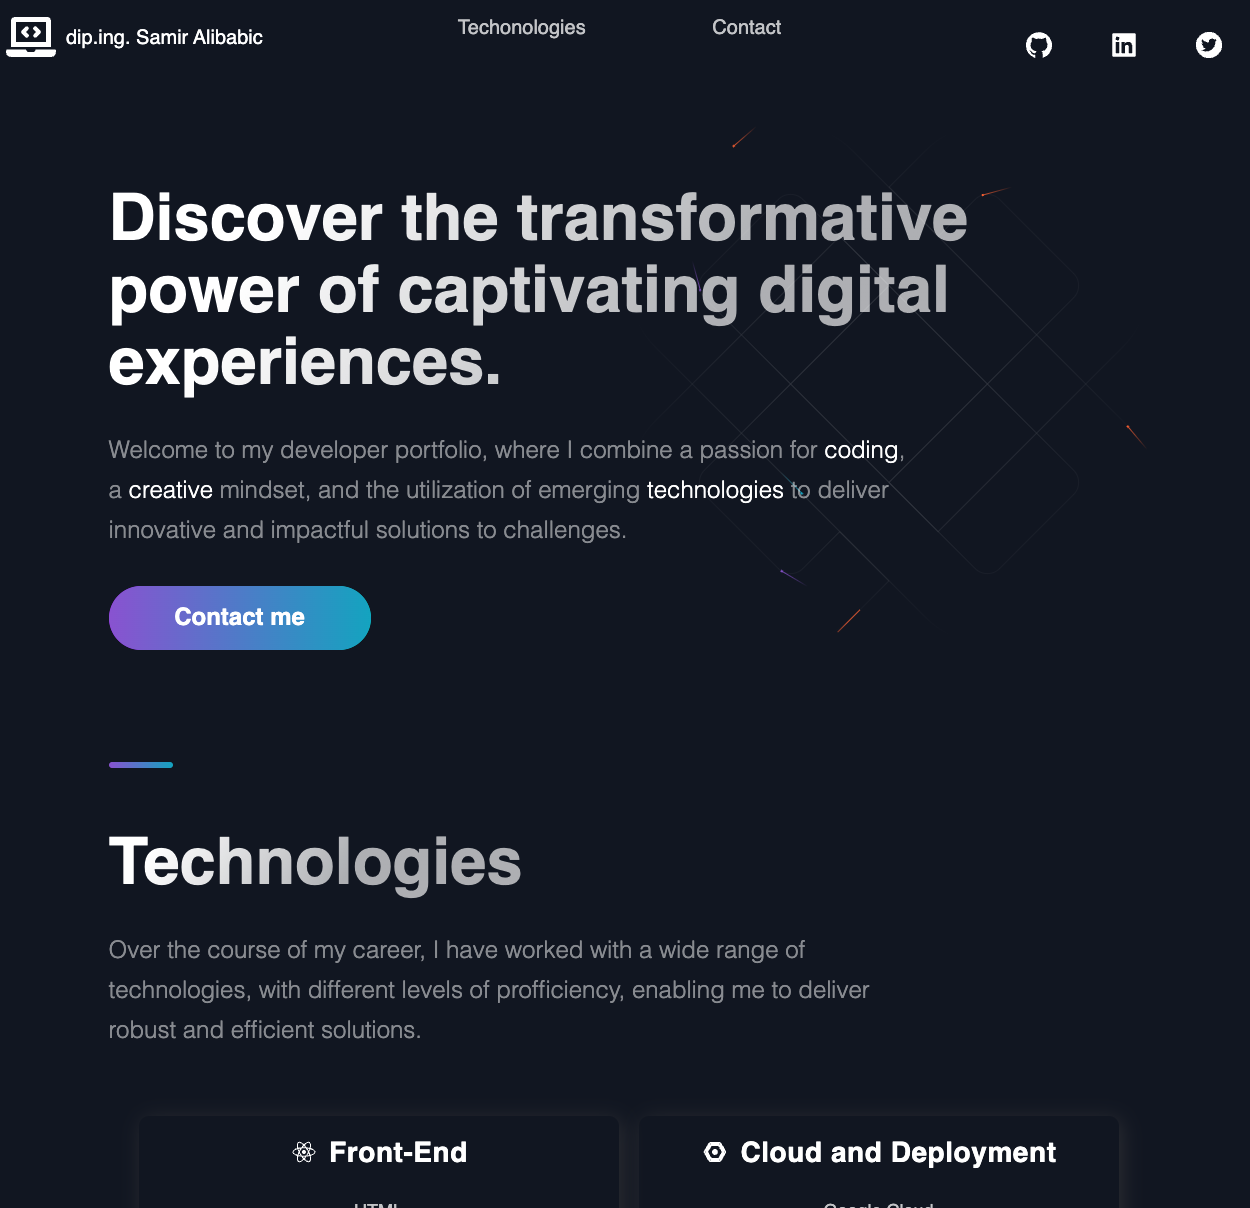 dip.ing. Samir Alibabic
Techonologies
Contact
Discover the transformative
power of captivating digital
experiences.
Welcome to my developer portfolio, where I combine a passion for coding,
a creative mindset, and the utilization of emerging technologies to deliver
innovative and impactful solutions to challenges.
Contact me
Technologies
Over the course of my career, I have worked with a wide range of
technologies, with different levels of profficiency, enabling me to deliver
robust and efficient solutions.
Front-End
Cloud and Deployment
HTML
Google Cloud